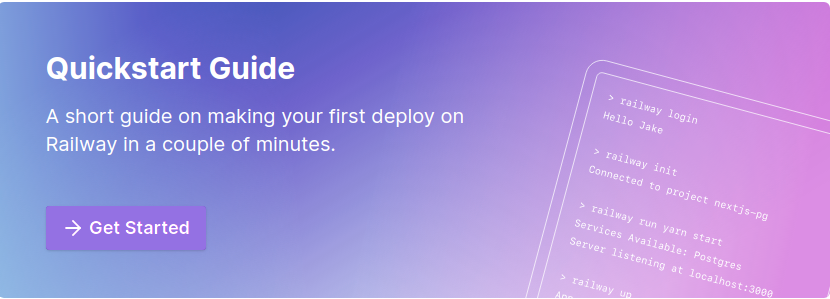 Quickstart Guide
A short guide on making your first deploy on
Railway in a couple of minutes.
→ Get Started
> railway login
Hello Jake
> railway init
Connected to project nextjs-pg
> railway run yarn start
Services Available: Postgres
Server listening at localhost:3000
> railway up